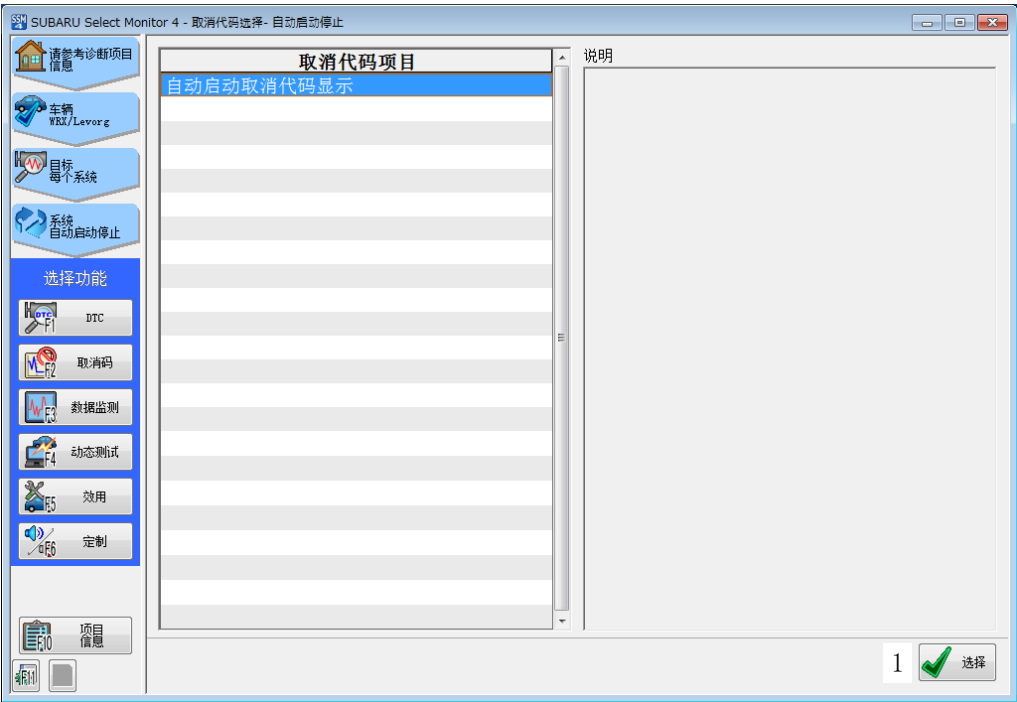 SSM
4
SUBARU Select Monitor 4 - 取消代码选择- 自动启动停止
请参考诊断项目
信息
车辆
WRX/Levorg
目标
每个系统
系统
自动启动停止
选择功能
DTC
F1
DTC
F2
取消码
F3
数据监测
F4
动态测试
F5
效用
F6
定制
F10
项目
信息
F11
取消代码项目
自动启动取消代码显示
说明
1
选择